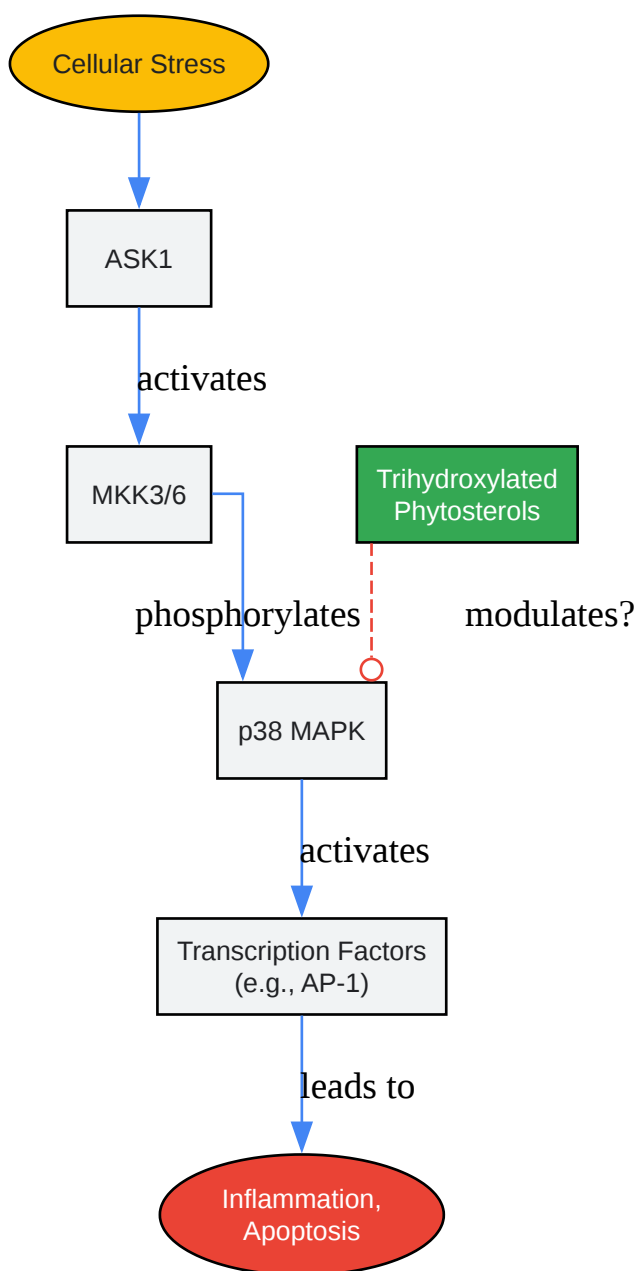 Cellular Stress
ASK1
activates
MKK3/6
Trihydroxylated
Phytosterols
phosphorylates
modulates?
p38 MAPK
activates
Transcription Factors
(e.g., AP-1)
leads to
Inflammation,
Apoptosis